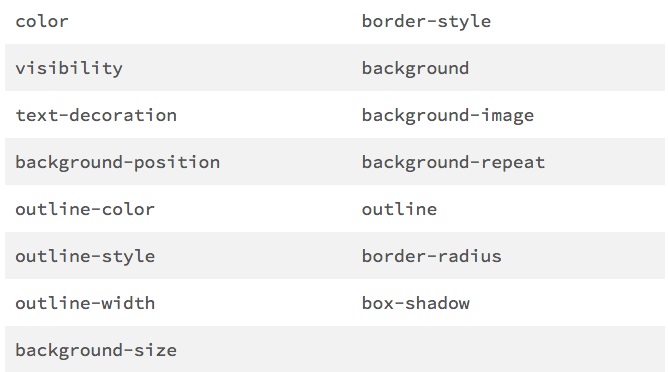 color border-style
visibility background
text-decoration background-image
background-position background-repeat
outline-color outline
outline-style border-radius
outline-width box-shadow
background-size